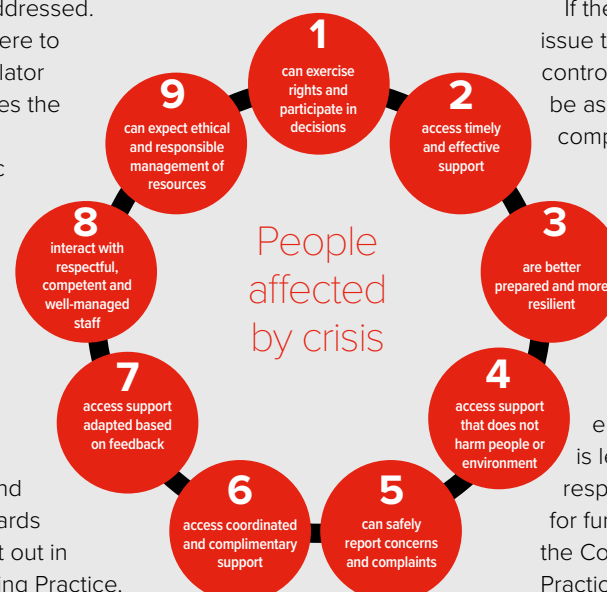 ddressed.
ere to
lator
es the
c
nd
ards
t out in
ing Practice.
If the
issue t
contro
be as
comp
e
is le
resp
for fur
the Co
Practic
People
affected
by crisis
1
can exercise
rights and
participate in
decisions
2
access timely
and effective
support
3
are better
prepared and more
resilient
4
access support
that does not
harm people or
environment
5
can safely
report concerns
and complaints
6
access coordinated
and complimentary
support
7
access support
adapted based
on feedback
8
interact with
respectful,
competent and
well-managed
staff
9
can expect ethical
and responsible
management of
resources